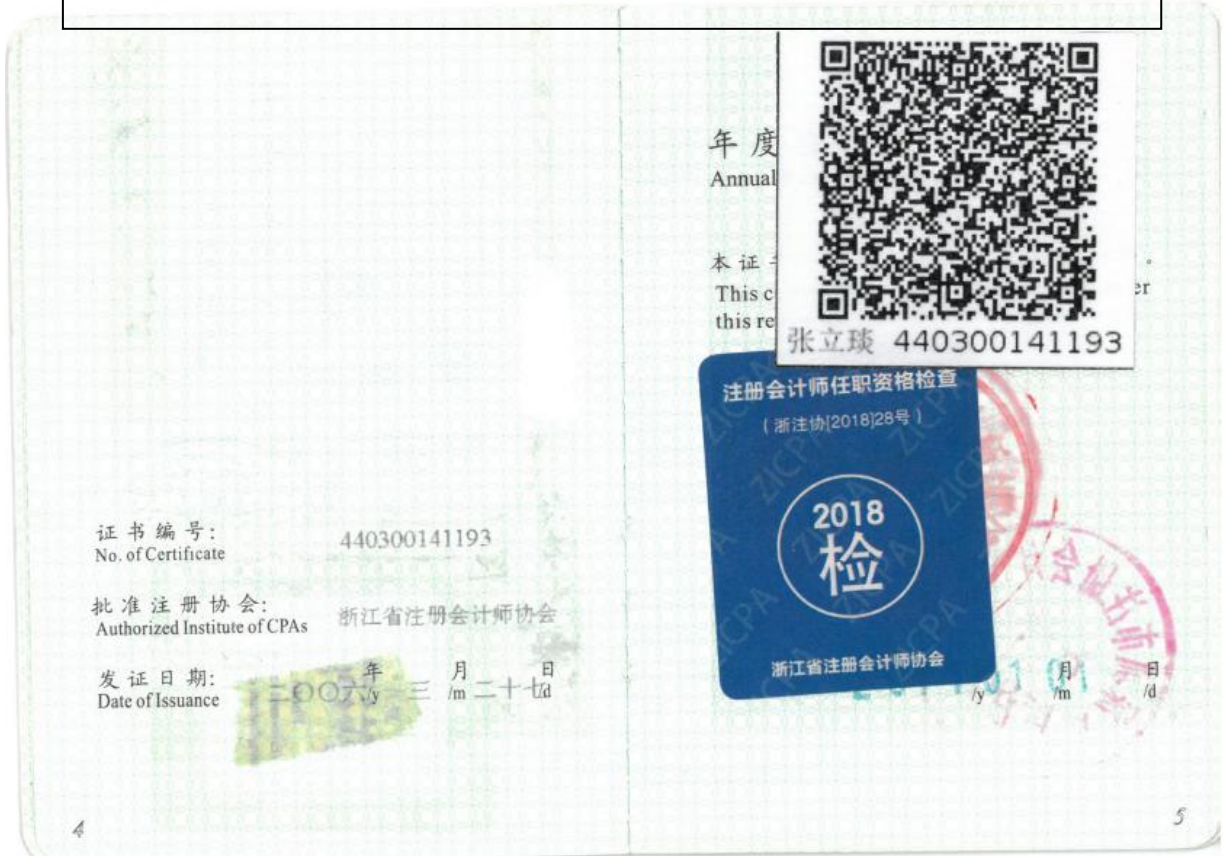 证书编号: 440300141193
No. of Certificate
批准注册协会: 浙江省注册会计师协会
Authorized Institute of CPAs
发证日期: 二〇〇六 年 三 月 二十七 日
Date of Issuance /y /m /d
4
年度
Annual
本证
。
This c
er
this re
张立琰 440300141193
注册会计师任职资格检查
(浙注协[2018]28号)
2018
检
浙江省注册会计师协会
月 日
/y /m /d
5